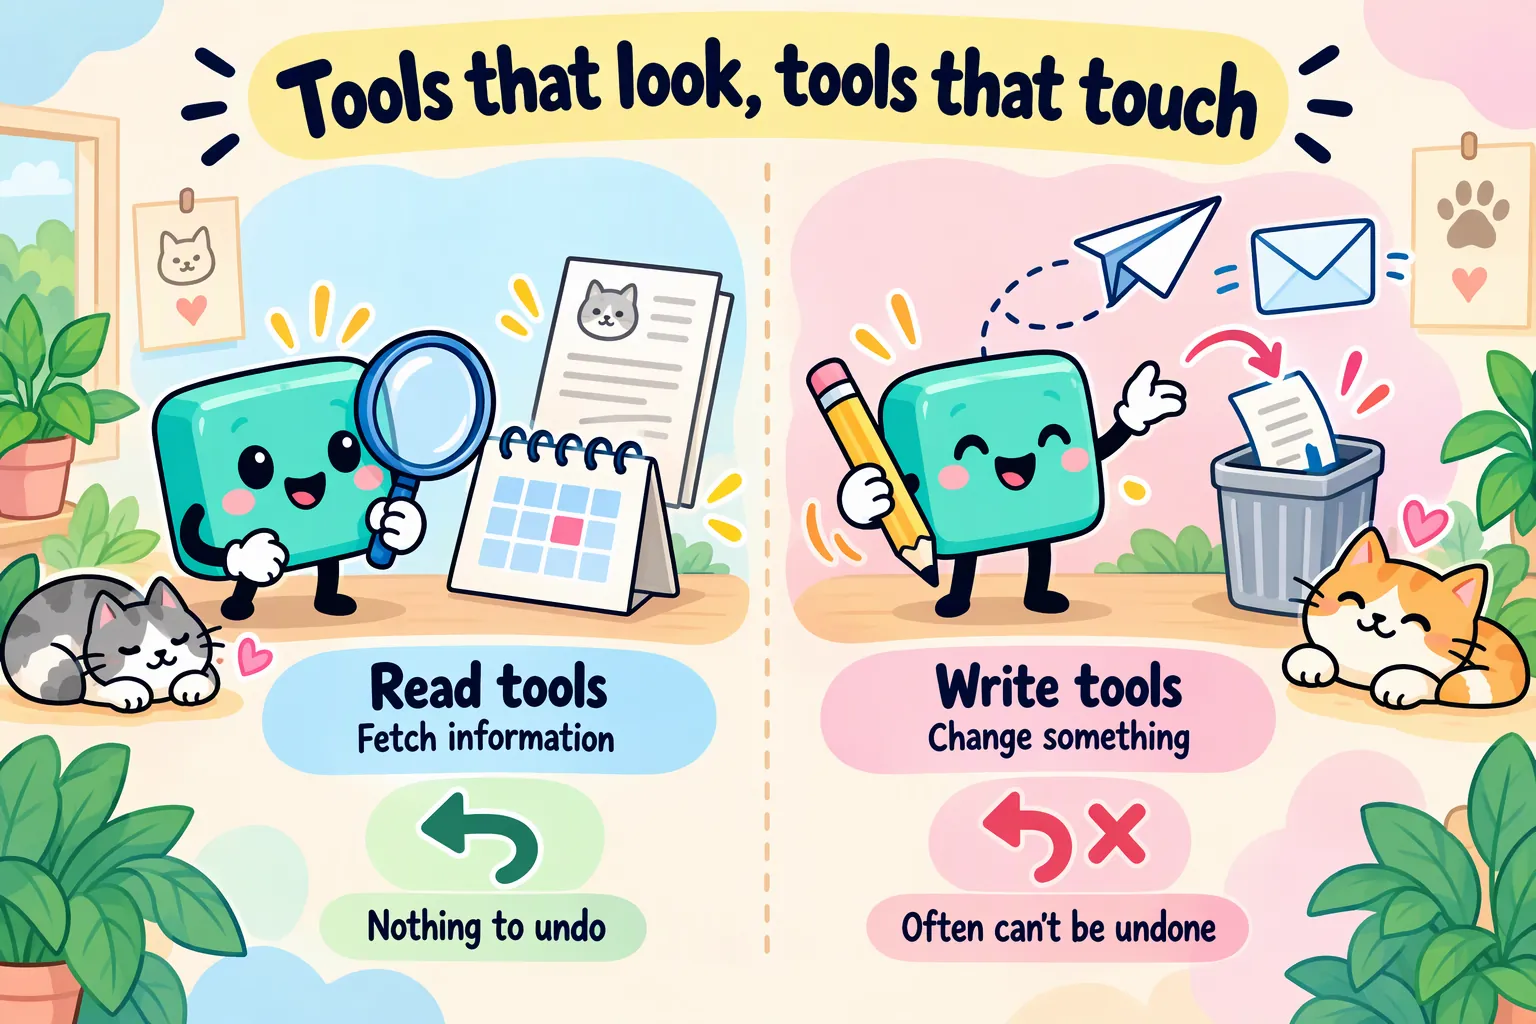 Tools that look, tools that touch
Read tools
Fetch information
Nothing to undo
Write tools
Change something
Often can't be undone